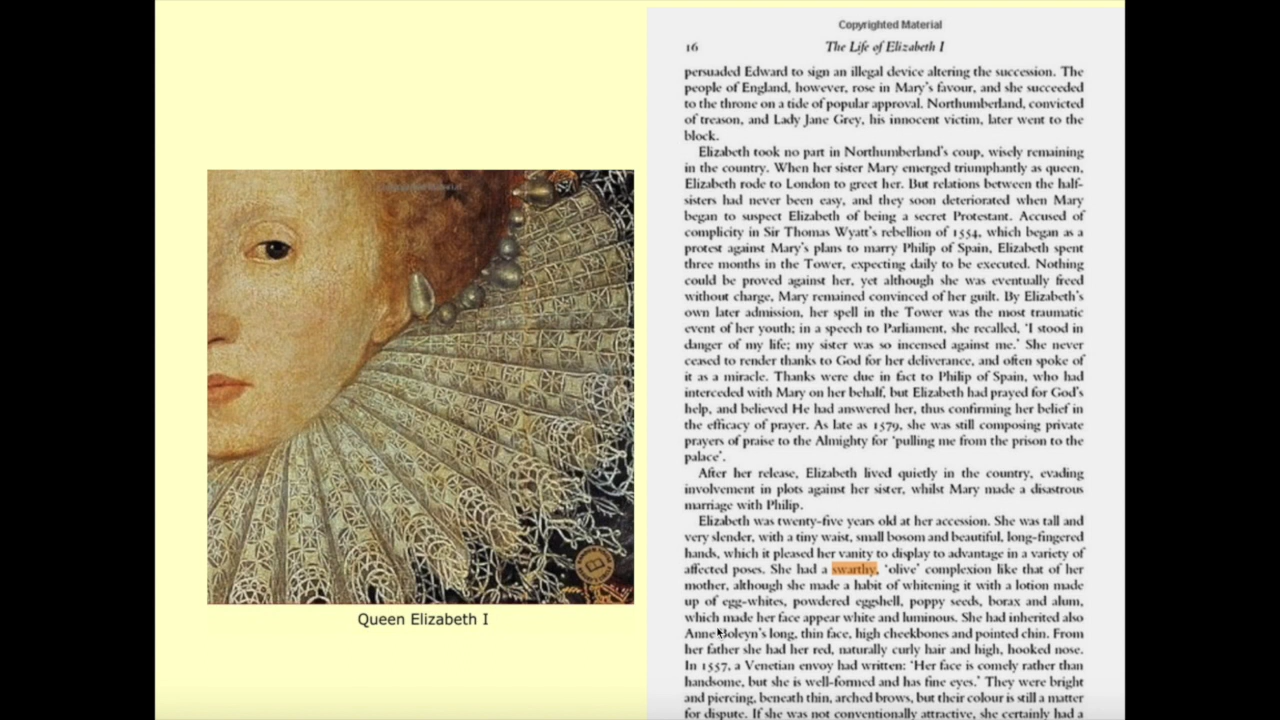 Copyrighted Material
16 The Life of Elizabeth I
persuaded Edward to sign an illegal device altering the succession. The
people of England, however, rose in Mary's favour, and she succeeded
to the throne on a tide of popular approval. Northumberland, convicted
of treason, and Lady Jane Grey, his innocent victim, later went to the
block.
Elizabeth took no part in Northumberland's coup, wisely remaining
in the country. When her sister Mary emerged triumphantly as queen,
Elizabeth rode to London to greet her. But relations between the half-
sisters had never been easy, and they soon deteriorated when Mary
began to suspect Elizabeth of being a secret Protestant. Accused of
complicity in Sir Thomas Wyatt's rebellion of 1554, which began as a
protest against Mary's plans to marry Philip of Spain, Elizabeth spent
three months in the Tower, expecting daily to be executed. Nothing
could be proved against her, yet although she was eventually freed
without charge, Mary remained convinced of her guilt. By Elizabeth's
own later admission, her spell in the Tower was the most traumatic
event of her youth; in a speech to Parliament, she recalled, 'I stood in
danger of my life; my sister was so incensed against me.' She never
ceased to render thanks to God for her deliverance, and often spoke of
it as a miracle. Thanks were due in fact to Philip of Spain, who had
interceded with Mary on her behalf, but Elizabeth had prayed for God's
help, and believed He had answered her, thus confirming her belief in
the efficacy of prayer. As late as 1579, she was still composing private
prayers of praise to the Almighty for 'pulling me from the prison to the
palace'.
After her release, Elizabeth lived quietly in the country, evading
involvement in plots against her sister, whilst Mary made a disastrous
marriage with Philip.
Elizabeth was twenty-five years old at her accession. She was tall and
very slender, with a tiny waist, small bosom and beautiful, long-fingered
hands, which it pleased her vanity to display to advantage in a variety of
affected poses. She had a swarthy, 'olive' complexion like that of her
mother, although she made a habit of whitening it with a lotion made
up of egg-whites, powdered eggshell, poppy seeds, borax and alum,
which made her face appear white and luminous. She had inherited also
Anne Boleyn's long, thin face, high cheekbones and pointed chin. From
her father she had her red, naturally curly hair and high, hooked nose.
In 1557, a Venetian envoy had written: 'Her face is comely rather than
handsome, but she is well-formed and has fine eyes.' They were bright
and piercing, beneath thin, arched brows, but their colour is still a matter
for dispute. If she was not conventionally attractive, she certainly had a
Queen Elizabeth I